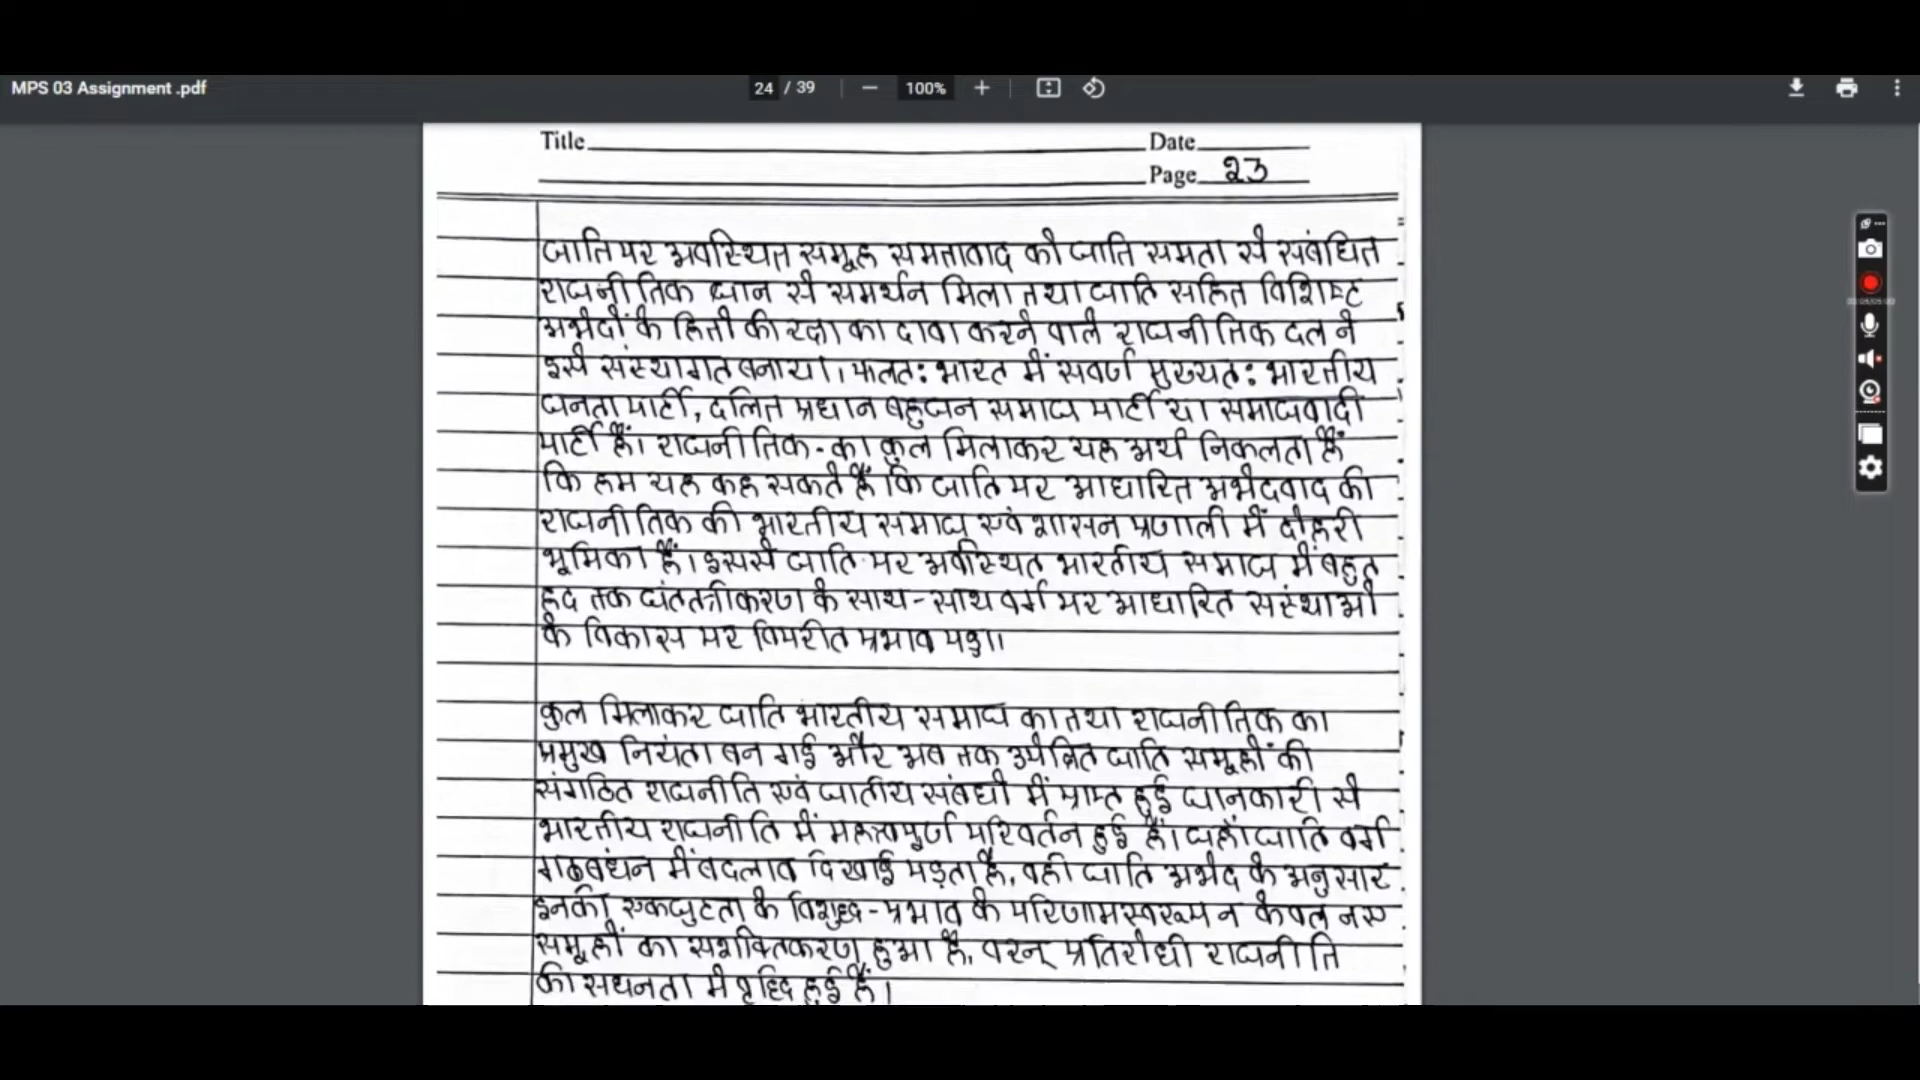 MPS 03 Assignment .pdf
24 / 39
100%
Title
Date
Page 23
जाति पर अवस्थित समूह समतावाद को जाति समता से संबंधित
राजनीतिक ज्ञान से समर्थन मिला तथा जाति सहित विशिष्ट
अभेदों के हितों की रक्षा का दावा करने वाले राजनीतिक दल ने
इसे संस्थागत बनाया। फलतः भारत में सवर्ण मुख्यतः भारतीय
जनता पार्टी, दलित प्रधान बहुजन समाज पार्टी या समाजवादी
पार्टी हैं। राजनीतिक - का कुल मिलाकर यह अर्थ निकलता हैं
कि हम यह कह सकते हैं कि जाति पर आधारित अभेदवाद की
राजनीतिक की भारतीय समाज एवं शासन प्रणाली में दोहरी
भूमिका हैं। इससे जाति पर अवस्थित भारतीय समाज में बहुत
हद तक जंततत्रीकरण के साथ - साथ वर्ग पर आधारित संस्थाओं
के विकास पर विपरीत प्रभाव पड़ा।
कुल मिलाकर जाति भारतीय समाज का तथा राजनीतिक का
प्रमुख नियंता बन गई और अब तक उपेक्षित जाति समूहों की
संगठित राजनीति एवं जातीय संबंधों में प्राप्त हुई जानकारी से
भारतीय राजनीति में महत्वपूर्ण परिवर्तन हुई हैं। जहाँ जाति वर्ग
गठबंधन में बदलाव दिखाई पड़ता है, वही जाति अभेद के अनुसार
इनकी एकजुटता के विशुद्ध - प्रभाव के परिणामस्वरूप न केवल नए
समूहों का सशक्तिकरण हुआ है, वरन् प्रतिरोधी राजनीति
की सघनता में वृद्धि हुई हैं।